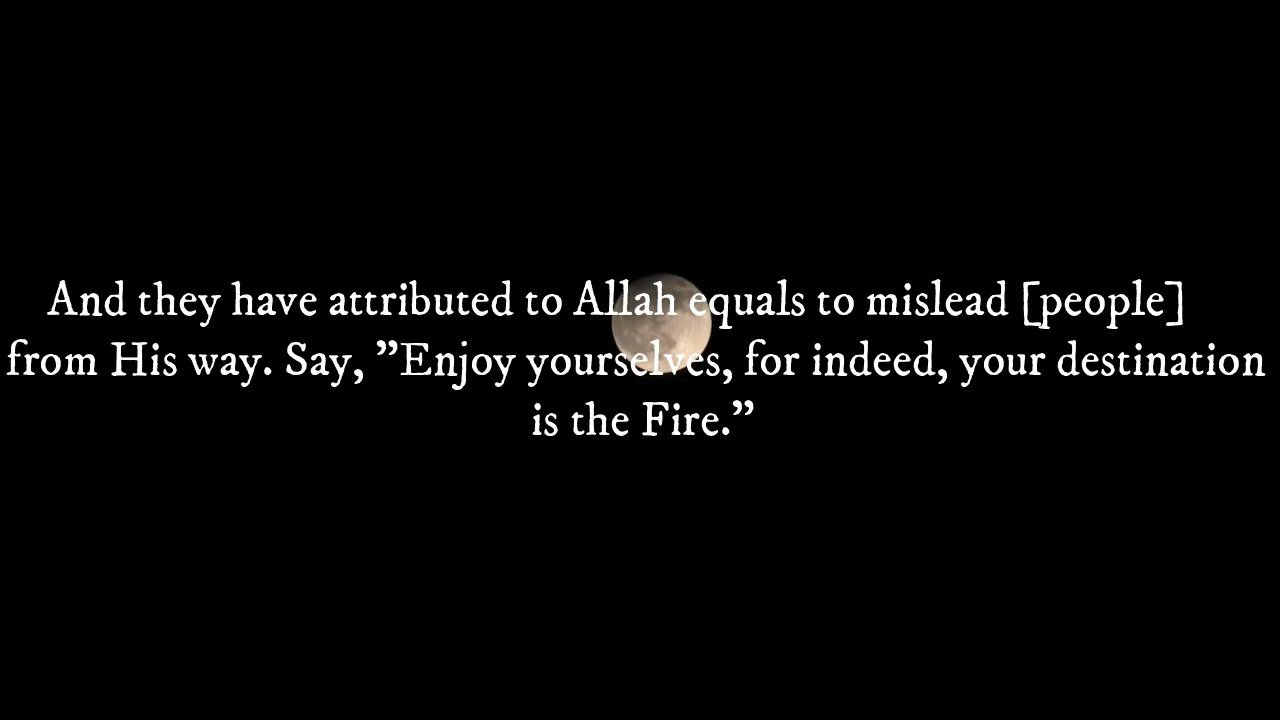 And they have attributed to Allah equals to mislead [people]
from His way. Say, ”Enjoy yourselves, for indeed, your destination
is the Fire.”